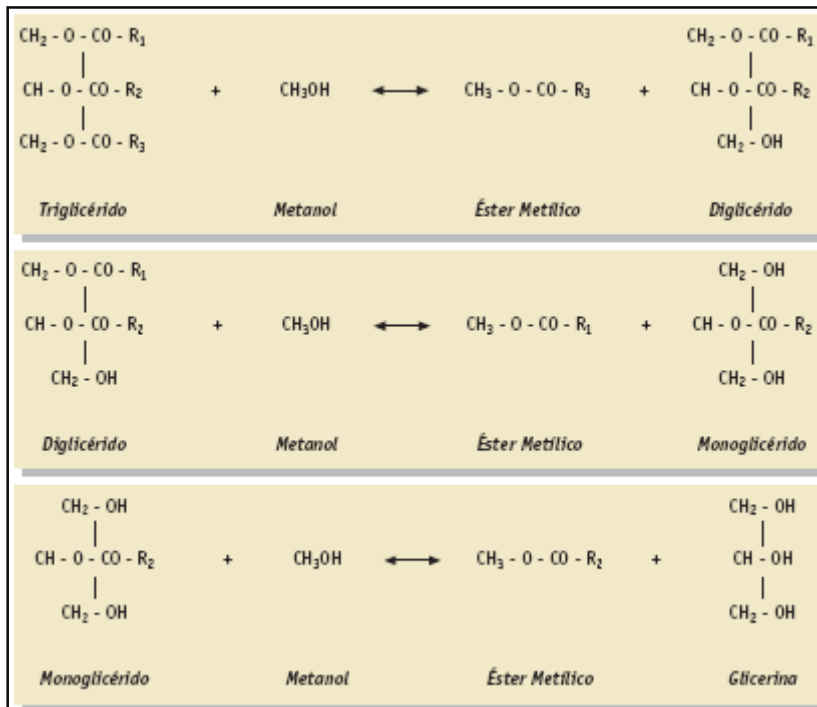 CH₂ - O - CO - R₁ CH₂ - O - CO - R₁
| |
CH - O - CO - R₂ + CH₃OH ⟷ CH₃ - O - CO - R₃ + CH - O - CO - R₂
| |
CH₂ - O - CO - R₃ CH₂ - OH
Triglicérido Metanol Éster Metílico Diglicérido
CH₂ - O - CO - R₁ CH₂ - OH
| |
CH - O - CO - R₂ + CH₃OH ⟷ CH₃ - O - CO - R₁ + CH - O - CO - R₂
| |
CH₂ - OH CH₂ - OH
Diglicérido Metanol Éster Metílico Monoglicérido
CH₂ - OH CH₂ - OH
| |
CH - O - CO - R₂ + CH₃OH ⟷ CH₃ - O - CO - R₂ + CH - OH
| |
CH₂ - OH CH₂ - OH
Monoglicérido Metanol Éster Metílico Glicerina